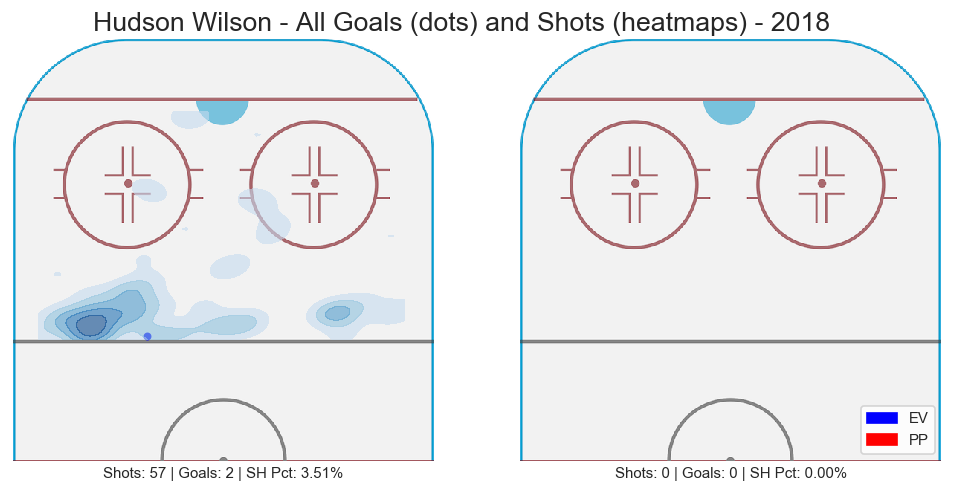 Hudson Wilson - All Goals (dots) and Shots (heatmaps) - 2018
EV
PP
Shots: 57 | Goals: 2 | SH Pct: 3.51%
Shots: 0 | Goals: 0 | SH Pct: 0.00%